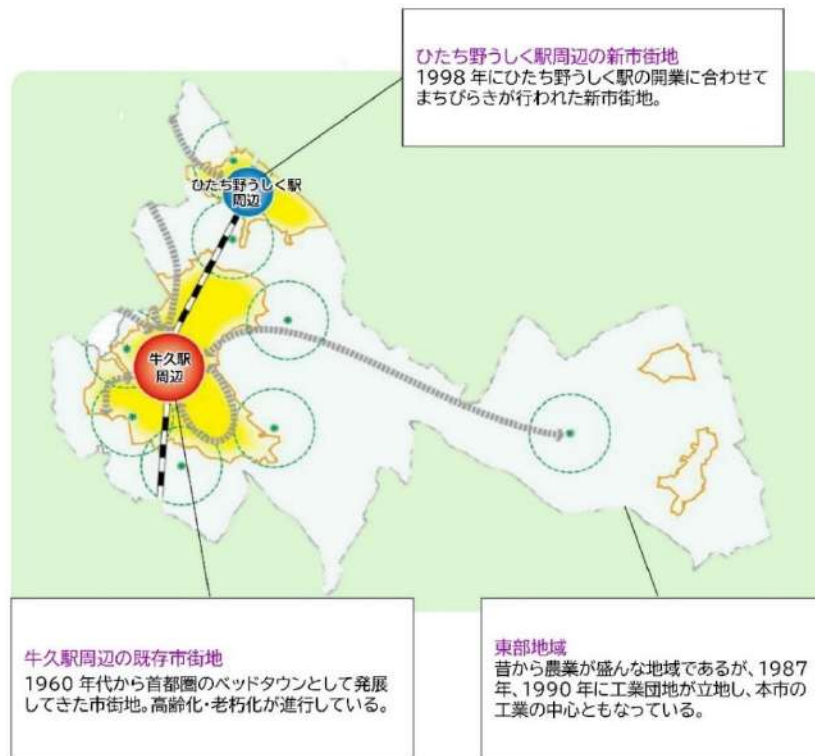 ひたち野うしく駅周辺の新市街地
1998 年にひたち野うしく駅の開業に合わせて
まちびらきが行われた新市街地。
ひたち野うしく駅
周辺
牛久駅
周辺
牛久駅周辺の既存市街地
1960 年代から首都圏のベッドタウンとして発展
してきた市街地。高齢化・老朽化が進行している。
東部地域
昔から農業が盛んな地域であるが、1987
年、1990 年に工業団地が立地し、本市の
工業の中心ともなっている。